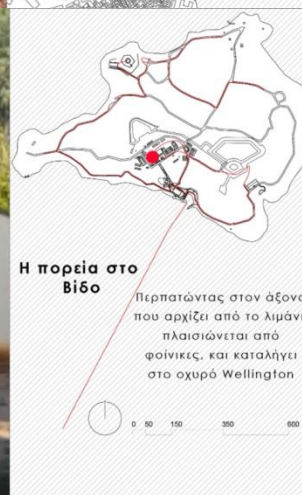 Η πορεία στο
Βίδο
Περπατώντας στον άξονα
που αρχίζει από το λιμάνι
πλαισιώνεται από
φοίνικες, και καταλήγει
στο οχυρό Wellington
0 50 150 350 600